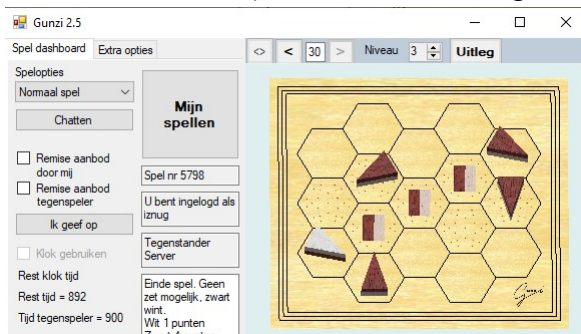 Gunzi 2.5
Spel dashboard Extra opties
<> < 30 > Niveau 3 Uitleg
Spelopties
Normaal spel
Chatten
Mijn
spellen
Remise aanbod
door mij
Remise aanbod
tegenspeler
Ik geef op
Klok gebruiken
Rest klok tijd
Rest tijd = 892
Tijd tegenspeler = 900
Spel nr 5798
U bent ingelogd als
iznug
Tegenstander
Server
Einde spel. Geen
zet mogelijk, zwart
wint.
Wit 1 punten
Gunzi